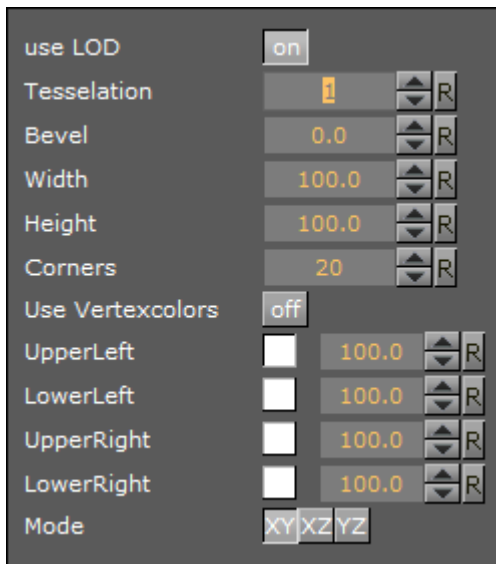 use LOD on
Tesselation 1 R
Bevel 0.0 R
Width 100.0 R
Height 100.0 R
Corners 20 R
Use Vertexcolors off
UpperLeft 100.0 R
LowerLeft 100.0 R
UpperRight 100.0 R
LowerRight 100.0 R
Mode XY XZ YZ